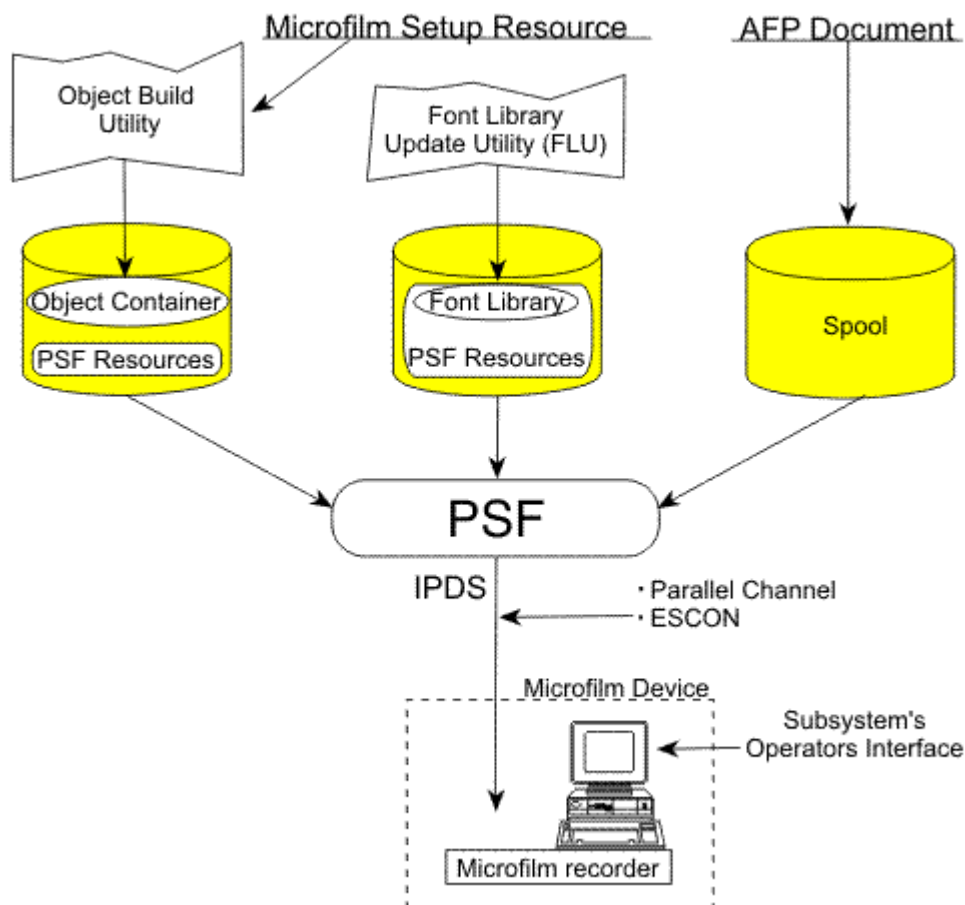 Microfilm Setup Resource
AFP Document
Object Build
Utility
Font Library
Update Utility (FLU)
Object Container
PSF Resources
Font Library
PSF Resources
Spool
PSF
IPDS
· Parallel Channel
· ESCON
Microfilm Device
Subsystem's
Operators Interface
Microfilm recorder